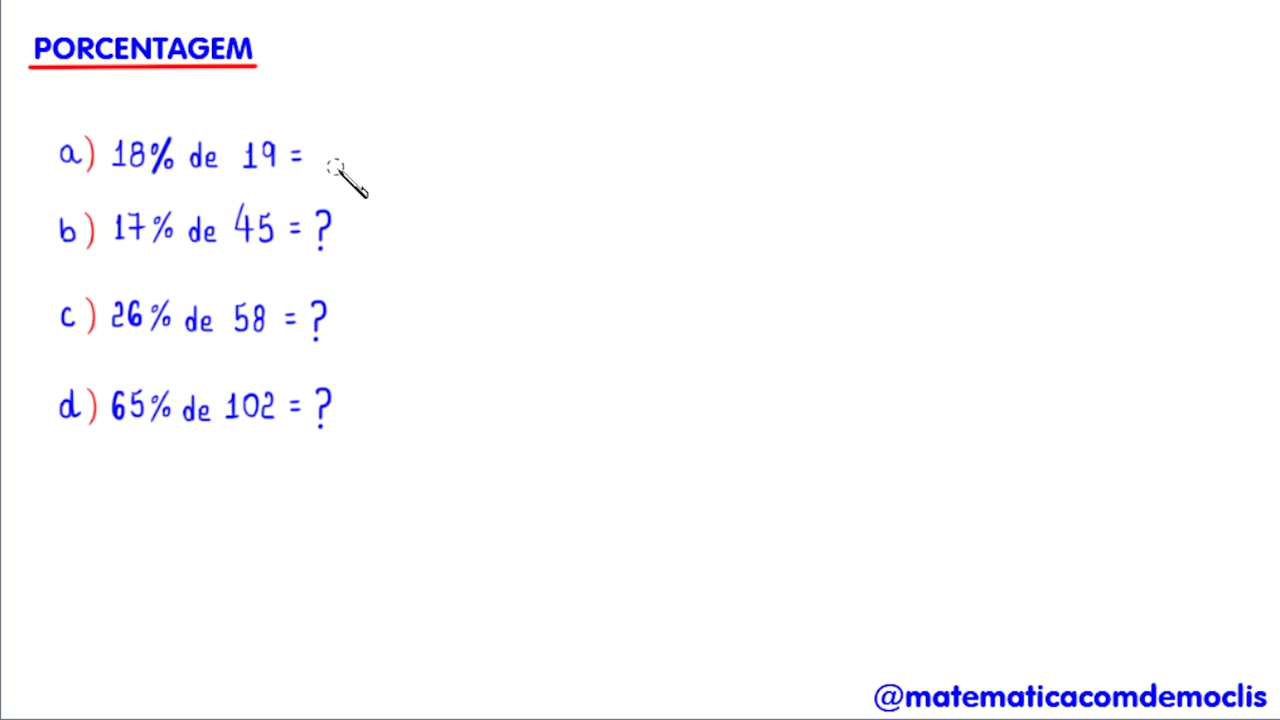 PORCENTAGEM
a) 18% de 19 =
b) 17% de 45 = ?
c) 26% de 58 = ?
d) 65% de 102 = ?
@matematicacomdemoclis